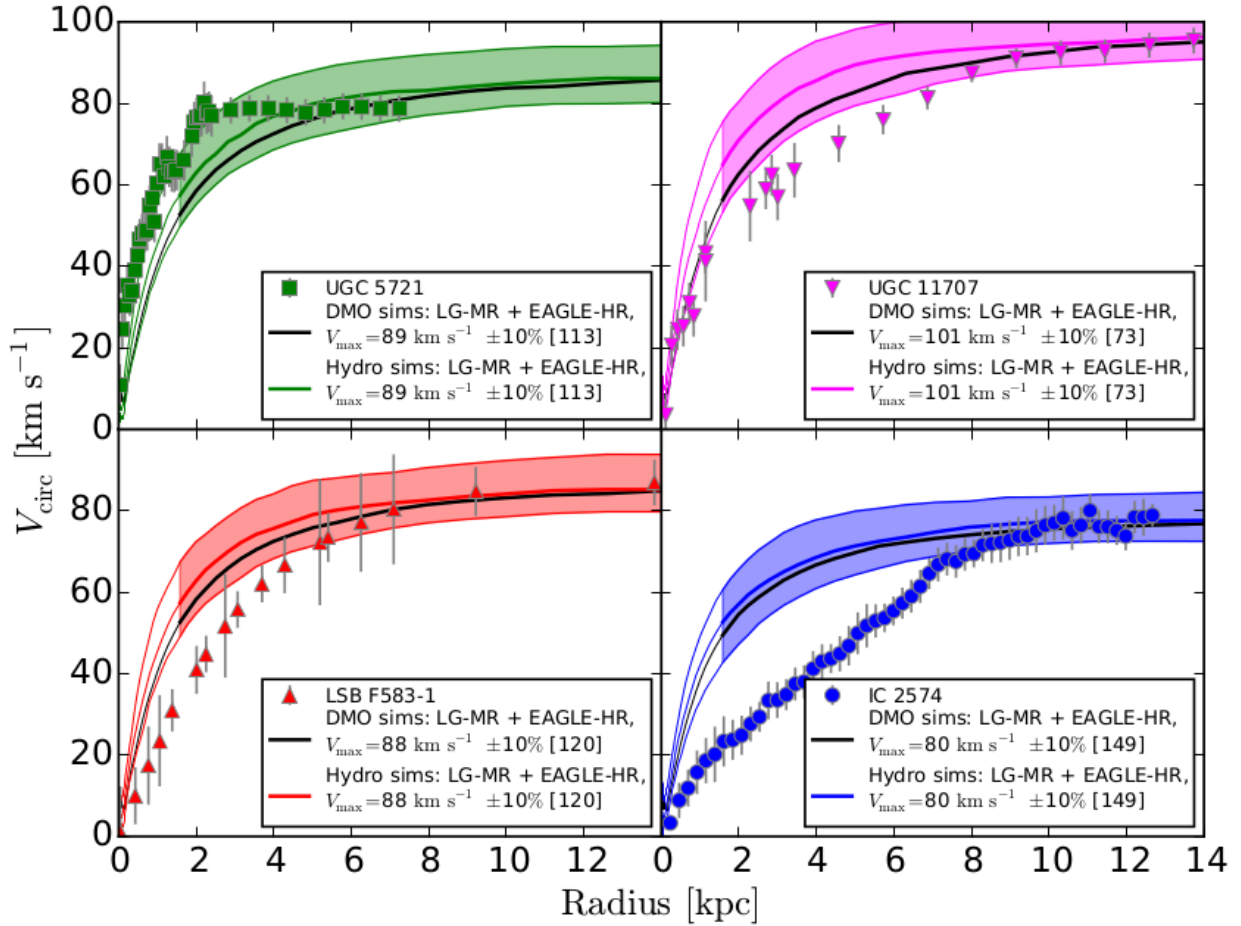 100
80
60
40
20
0
UGC 5721
DMO sims: LG-MR + EAGLE-HR,
V_max=89 km s⁻¹ ±10% [113]
Hydro sims: LG-MR + EAGLE-HR,
V_max=89 km s⁻¹ ±10% [113]
UGC 11707
DMO sims: LG-MR + EAGLE-HR,
V_max=101 km s⁻¹ ±10% [73]
Hydro sims: LG-MR + EAGLE-HR,
V_max=101 km s⁻¹ ±10% [73]
V_circ [km s⁻¹]
80
60
40
20
0
LSB F583-1
DMO sims: LG-MR + EAGLE-HR,
V_max=88 km s⁻¹ ±10% [120]
Hydro sims: LG-MR + EAGLE-HR,
V_max=88 km s⁻¹ ±10% [120]
IC 2574
DMO sims: LG-MR + EAGLE-HR,
V_max=80 km s⁻¹ ±10% [149]
Hydro sims: LG-MR + EAGLE-HR,
V_max=80 km s⁻¹ ±10% [149]
0 2 4 6 8 10 12 0 2 4 6 8 10 12 14
Radius [kpc]